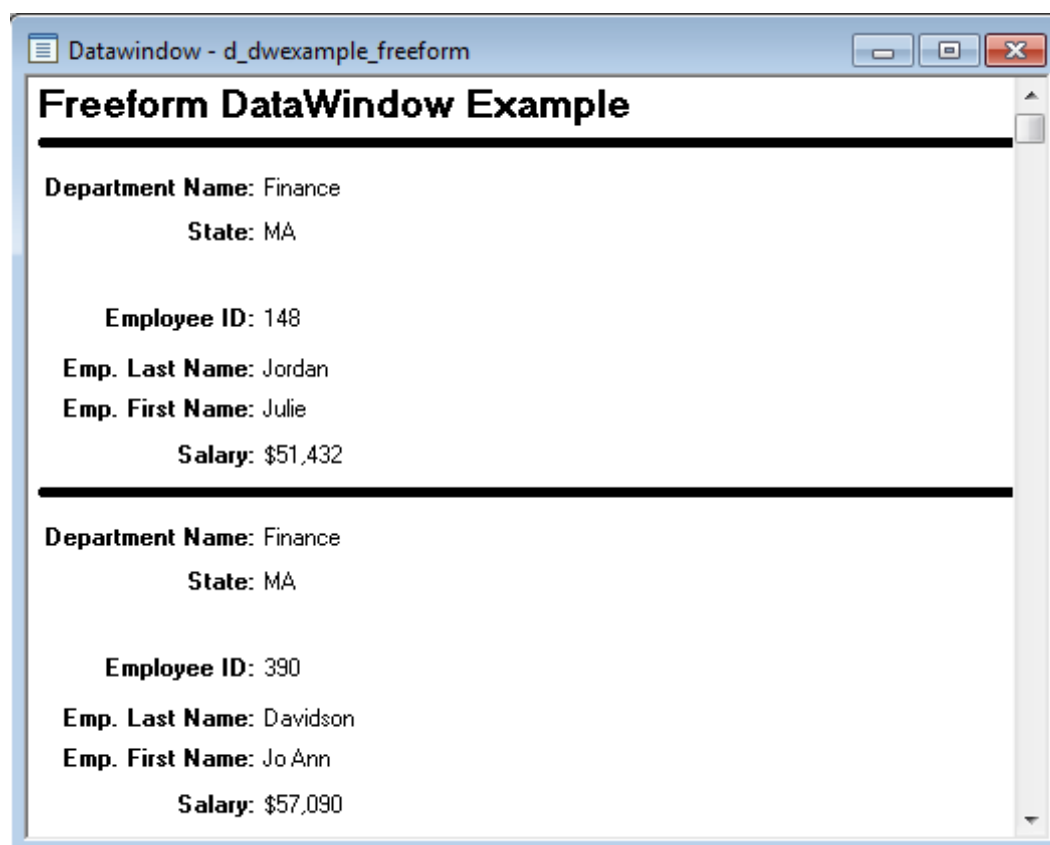 Datawindow - d_dwexample_freeform
Freeform DataWindow Example
Department Name: Finance
State: MA
Employee ID: 148
Emp. Last Name: Jordan
Emp. First Name: Julie
Salary: $51,432
Department Name: Finance
State: MA
Employee ID: 390
Emp. Last Name: Davidson
Emp. First Name: Jo Ann
Salary: $57,090